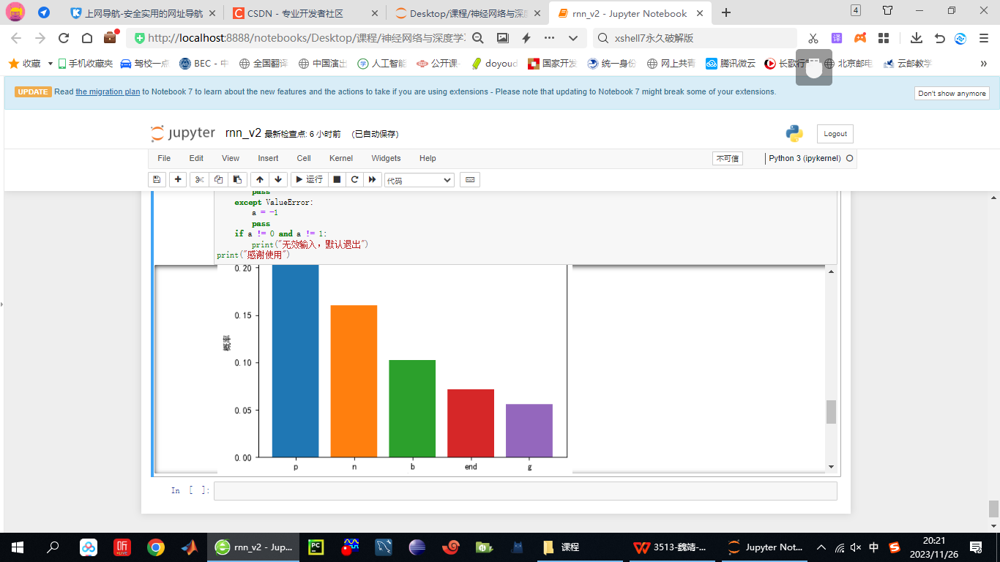 上网导航-安全实用的网址导航
CSDN - 专业开发者社区
Desktop/课程/神经网络与深度
rnn_v2 - Jupyter Notebook
4
http://localhost:8888/notebooks/Desktop/课程/神经网络与深度学
xshell7永久破解版
译
收藏
手机收藏夹
驾校一点
BEC - 中
全国翻译
中国演出
人工智能
公开课-
doyoud
国家开发
统一身份
网上共青
腾讯微云
长歌行
北京邮电
云邮教学
»
UPDATE Read the migration plan to Notebook 7 to learn about the new features and the actions to take if you are using extensions - Please note that updating to Notebook 7 might break some of your extensions.
Don't show anymore
jupyter rnn_v2 最新检查点: 6 小时前 (已自动保存)
Logout
File Edit View Insert Cell Kernel Widgets Help
不可信
Python 3 (ipykernel)
运行
代码
pass
except ValueError:
a = -1
pass
if a != 0 and a != 1:
print("无效输入，默认退出")
print("感谢使用")
0.20
0.15
概率
0.10
0.05
0.00
p n b end g
In [ ]:
听
LIVE
rnn_v2 - Jup...
PC
课程
3513-魏靖-...
Jupyter Not...
中
20:21
2023/11/26